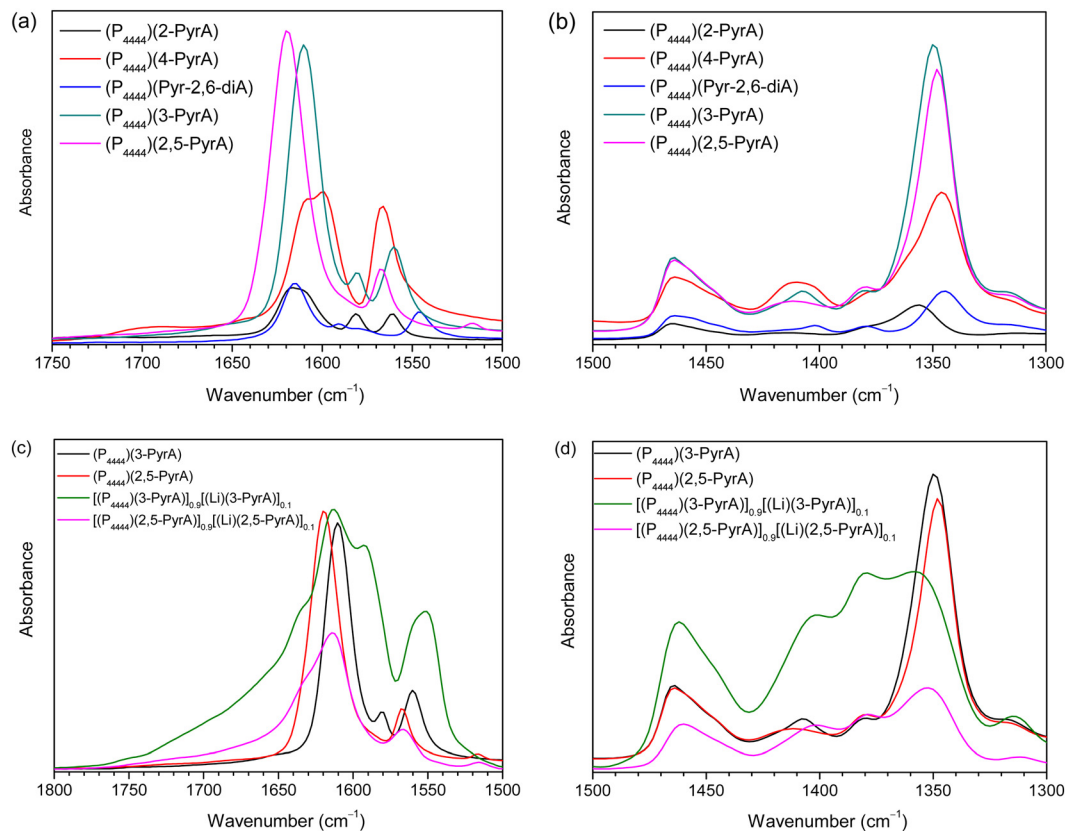 (a)
(P4444)(2-PyrA)
(P4444)(4-PyrA)
(P4444)(Pyr-2,6-diA)
(P4444)(3-PyrA)
(P4444)(2,5-PyrA)
Absorbance
1750 1700 1650 1600 1550 1500
Wavenumber (cm⁻¹)
(b)
(P4444)(2-PyrA)
(P4444)(4-PyrA)
(P4444)(Pyr-2,6-diA)
(P4444)(3-PyrA)
(P4444)(2,5-PyrA)
Absorbance
1500 1450 1400 1350 1300
Wavenumber (cm⁻¹)
(c)
(P4444)(3-PyrA)
(P4444)(2,5-PyrA)
[(P4444)(3-PyrA)]0.9[(Li)(3-PyrA)]0.1
[(P4444)(2,5-PyrA)]0.9[(Li)(2,5-PyrA)]0.1
Absorbance
1800 1750 1700 1650 1600 1550 1500
Wavenumber (cm⁻¹)
(d)
(P4444)(3-PyrA)
(P4444)(2,5-PyrA)
[(P4444)(3-PyrA)]0.9[(Li)(3-PyrA)]0.1
[(P4444)(2,5-PyrA)]0.9[(Li)(2,5-PyrA)]0.1
Absorbance
1500 1450 1400 1350 1300
Wavenumber (cm⁻¹)